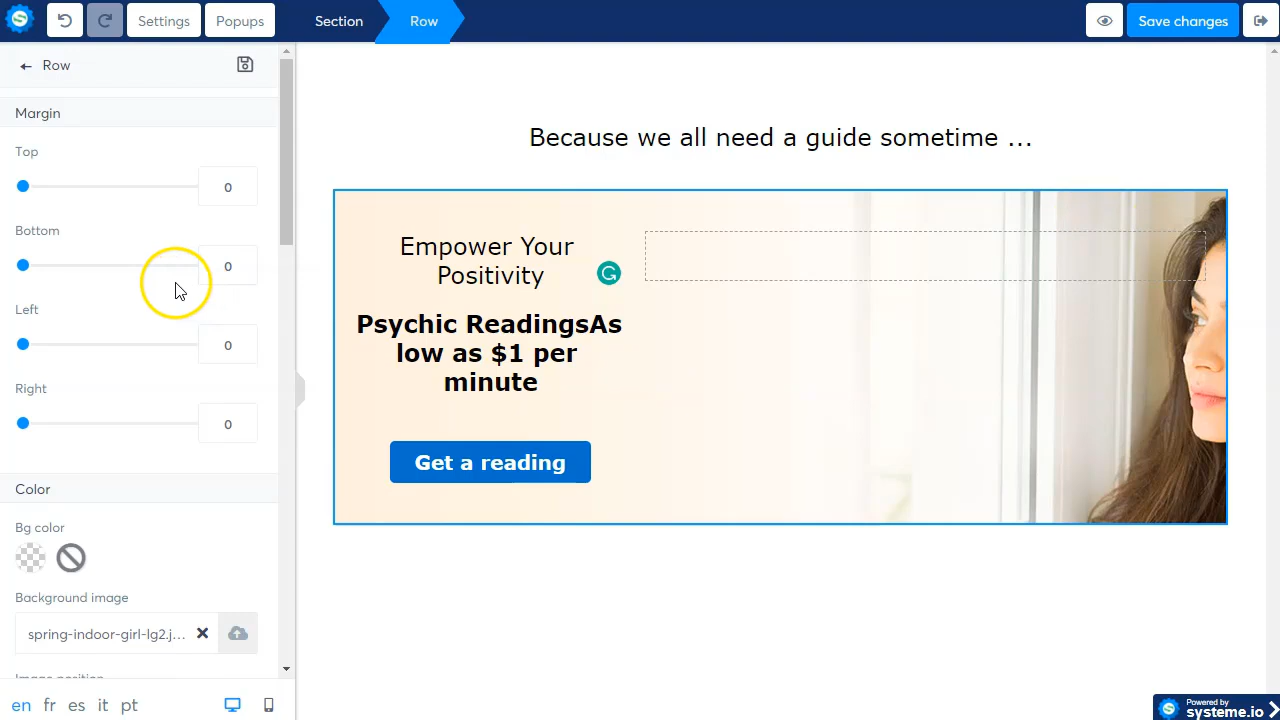 Settings
Popups
Section
Row
Save changes
← Row
Margin
Top
0
Bottom
0
Left
0
Right
0
Color
Bg color
Background image
spring-indoor-girl-lg2.j...
Image position
en fr es it pt
Because we all need a guide sometime ...
Empower Your
Positivity
Psychic ReadingsAs
low as $1 per
minute
Get a reading
Powered by
systeme.io